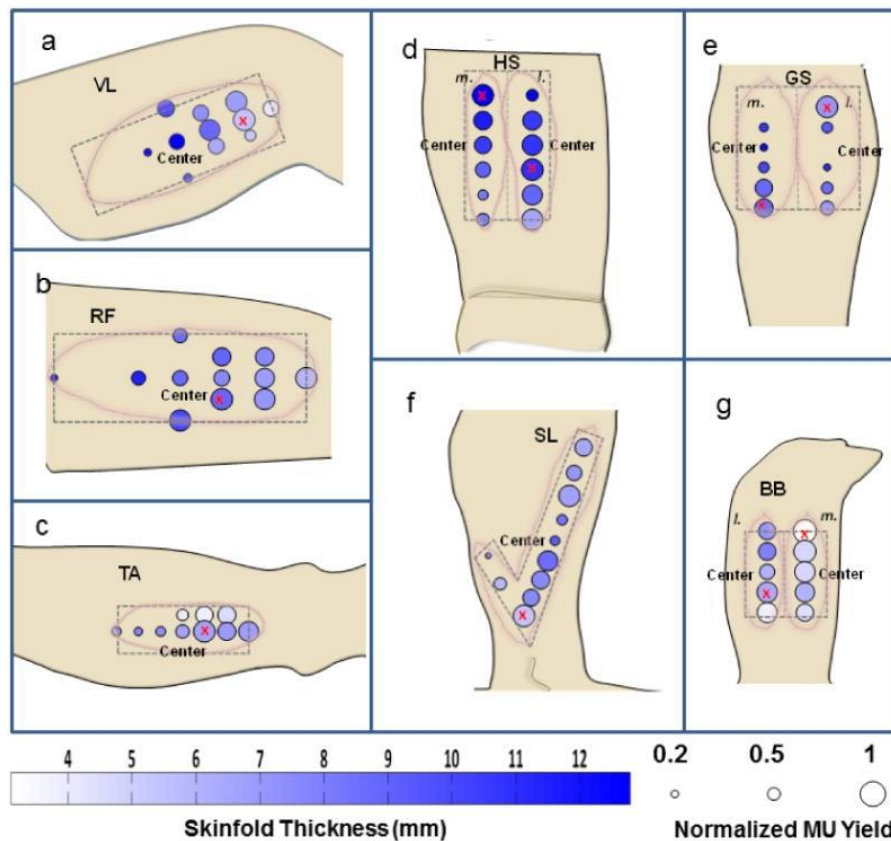 a
VL
x
Center
b
RF
Center
x
c
TA
x
Center
d
HS
m.
l.
x
Center
Center
x
e
GS
m.
l.
x
Center
Center
x
f
SL
Center
x
g
BB
l.
m.
x
Center
Center
x
4 5 6 7 8 9 10 11 12
Skinfold Thickness (mm)
0.2 0.5 1
Normalized MU Yield